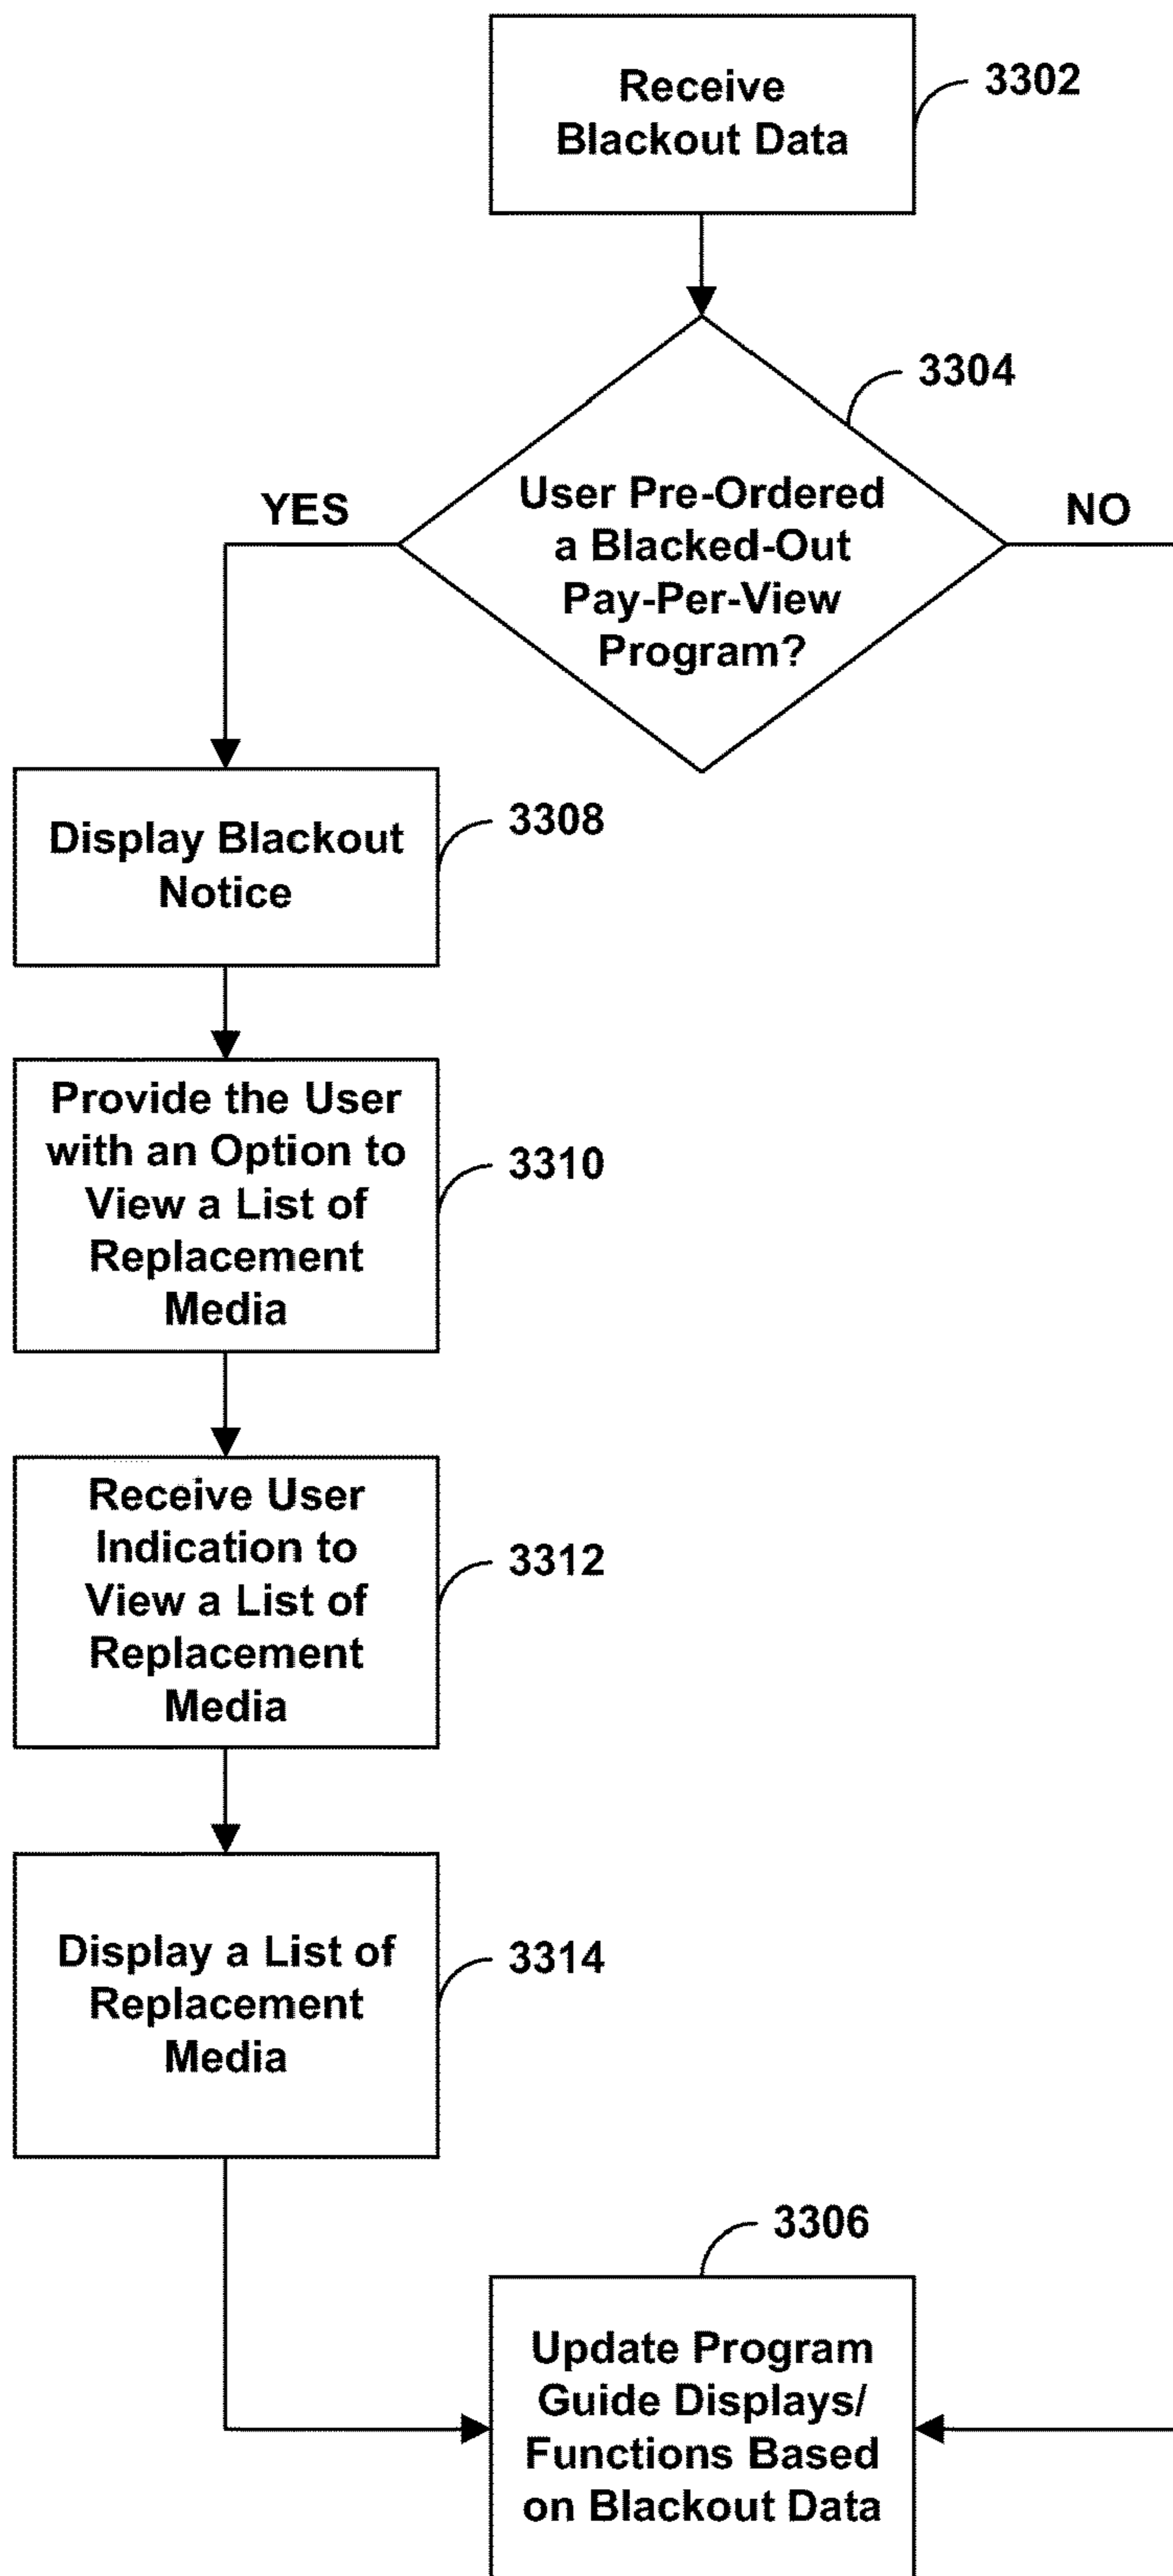 Receive
Blackout Data
3302
3304
User Pre-Ordered
a Blacked-Out
Pay-Per-View
Program?
YES
NO
Display Blackout
Notice
3308
Provide the User
with an Option to
View a List of
Replacement
Media
3310
Receive User
Indication to
View a List of
Replacement
Media
3312
Display a List of
Replacement
Media
3314
3306
Update Program
Guide Displays/
Functions Based
on Blackout Data